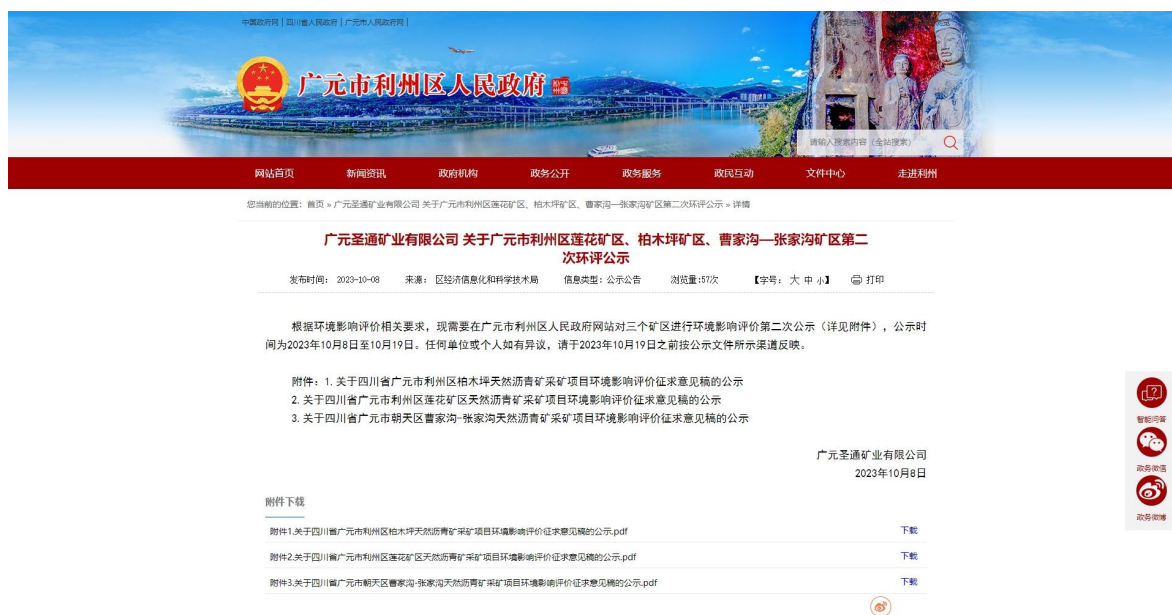 中国政府网 | 四川省人民政府 | 广元市人民政府网 |
广元市利州区人民政府
请输入搜索内容（全站搜索）
网站首页 新闻资讯 政府机构 政务公开 政务服务 政民互动 文件中心 走进利州
您当前的位置：首页 » 广元圣通矿业有限公司 关于广元市利州区莲花矿区、柏木坪矿区、曹家沟—张家沟矿区第二次环评公示 » 详情
广元圣通矿业有限公司 关于广元市利州区莲花矿区、柏木坪矿区、曹家沟—张家沟矿区第二
次环评公示
发布时间： 2023-10-08 来源： 区经济信息化和科学技术局 信息类型：公示公告 浏览量:57次 【字号： 大 中 小】 打印
根据环境影响评价相关要求，现需要在广元市利州区人民政府网站对三个矿区进行环境影响评价第二次公示（详见附件），公示时
间为2023年10月8日至10月19日。任何单位或个人如有异议，请于2023年10月19日之前按公示文件所示渠道反映。
附件：1.关于四川省广元市利州区柏木坪天然沥青矿采矿项目环境影响评价征求意见稿的公示
2.关于四川省广元市利州区莲花矿区天然沥青矿采矿项目环境影响评价征求意见稿的公示
3.关于四川省广元市朝天区曹家沟-张家沟天然沥青矿采矿项目环境影响评价征求意见稿的公示
广元圣通矿业有限公司
2023年10月8日
附件下载
附件1.关于四川省广元市利州区柏木坪天然沥青矿采矿项目环境影响评价征求意见稿的公示.pdf 下载
附件2.关于四川省广元市利州区莲花矿区天然沥青矿采矿项目环境影响评价征求意见稿的公示.pdf 下载
附件3.关于四川省广元市朝天区曹家沟-张家沟天然沥青矿采矿项目环境影响评价征求意见稿的公示.pdf 下载
智能问答
政务微信
政务微博